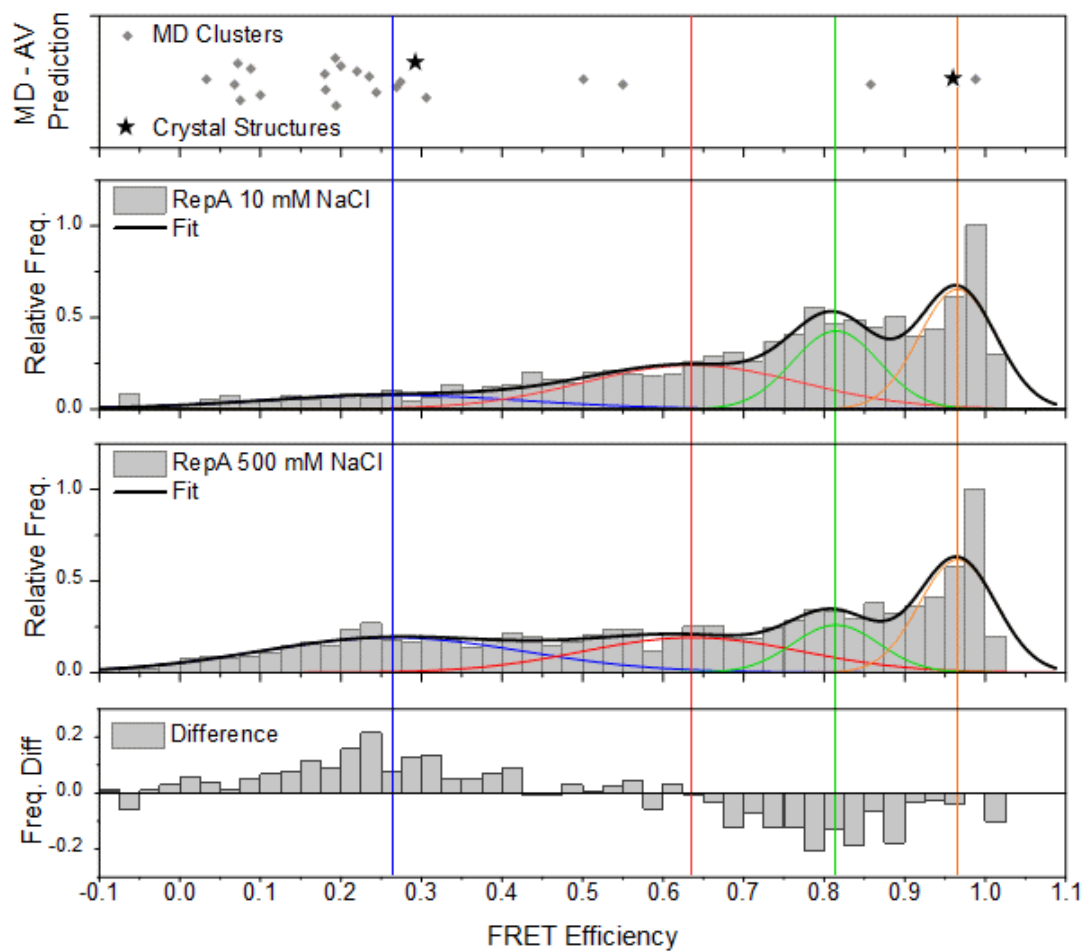 MD - AV
Prediction
MD Clusters
Crystal Structures
Relative Freq.
1.0
0.5
0.0
RepA 10 mM NaCl
Fit
Relative Freq.
1.0
0.5
0.0
RepA 500 mM NaCl
Fit
Freq. Diff
0.2
0.0
-0.2
Difference
-0.1 0.0 0.1 0.2 0.3 0.4 0.5 0.6 0.7 0.8 0.9 1.0 1.1
FRET Efficiency